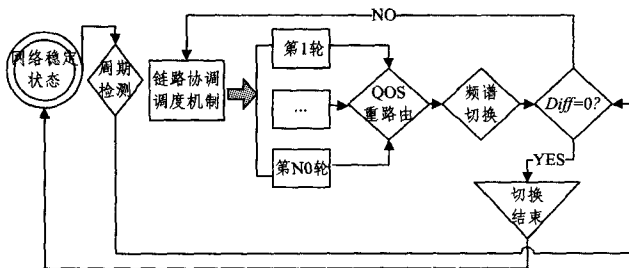 NO
网络稳定
状态
周期
检测
链路协调
调度机制
第1轮
...
第N0轮
QOS
重路由
频谱
切换
Diff=0?
YES
切换
结束